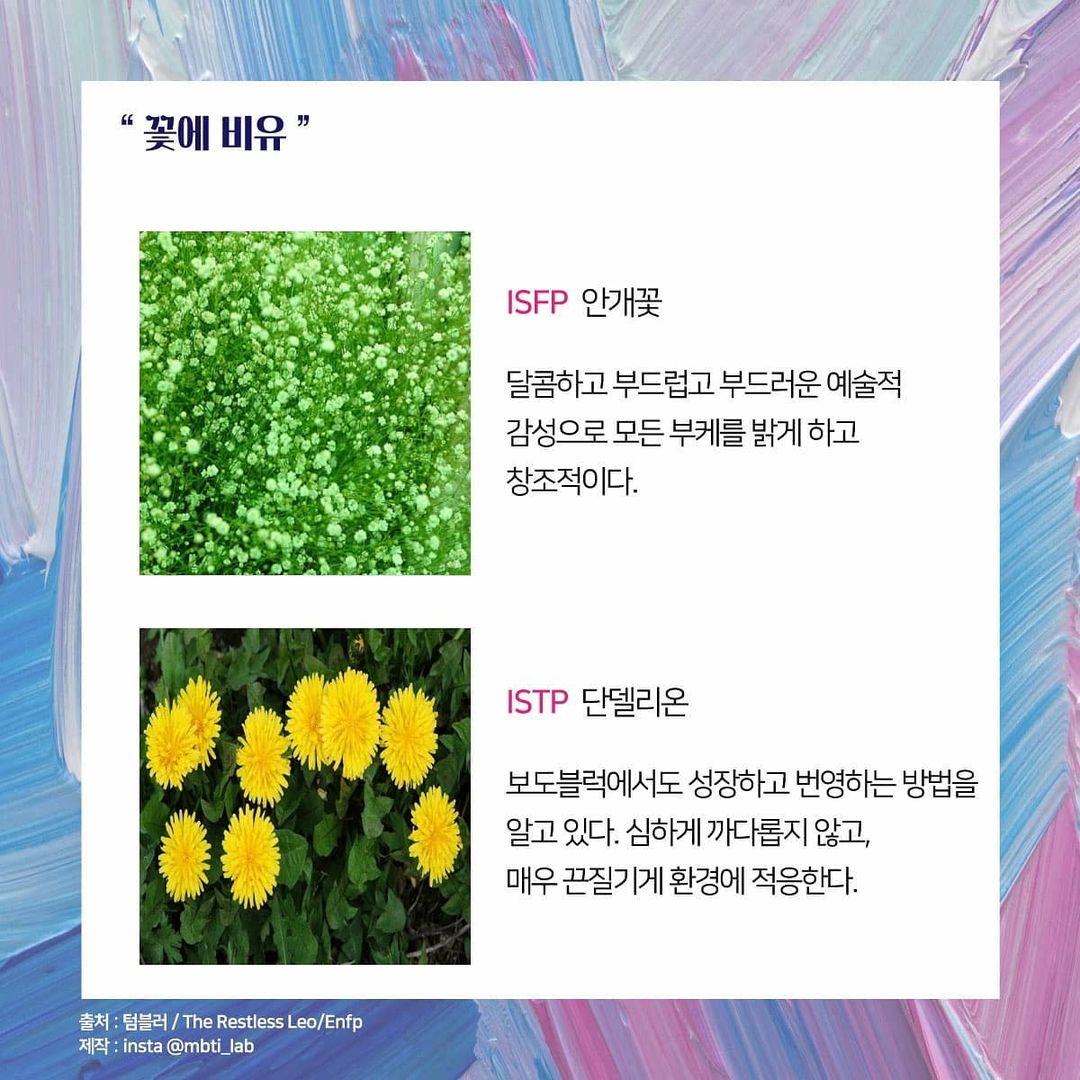 “ 꽃에 비유 ”
ISFP 안개꽃
달콤하고 부드럽고 부드러운 예술적
감성으로 모든 부케를 밝게 하고
창조적이다.
ISTP 단델리온
보도블럭에서도 성장하고 번영하는 방법을
알고 있다. 심하게 까다롭지 않고,
매우 끈질기게 환경에 적응한다.
출처 : 텀블러 / The Restless Leo/Enfp
제작 : insta @mbti_lab